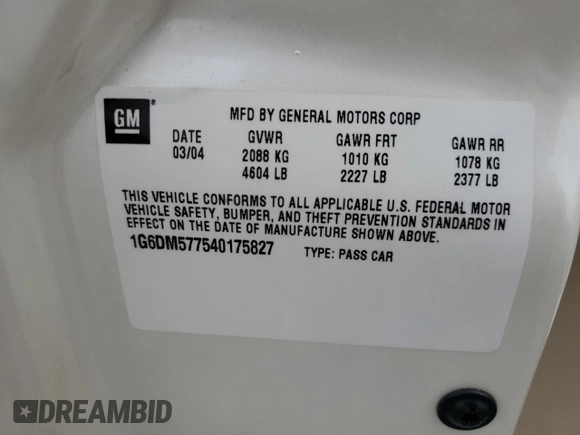 GM
MFD BY GENERAL MOTORS CORP
DATE GVWR GAWR FRT GAWR RR
03/04 2088 KG 1010 KG 1078 KG
4604 LB 2227 LB 2377 LB
THIS VEHICLE CONFORMS TO ALL APPLICABLE U.S. FEDERAL MOTOR
VEHICLE SAFETY, BUMPER, AND THEFT PREVENTION STANDARDS IN
EFFECT ON THE DATE OF MANUFACTURE SHOWN ABOVE.
1G6DM577540175827 TYPE: PASS CAR
DREAMBID